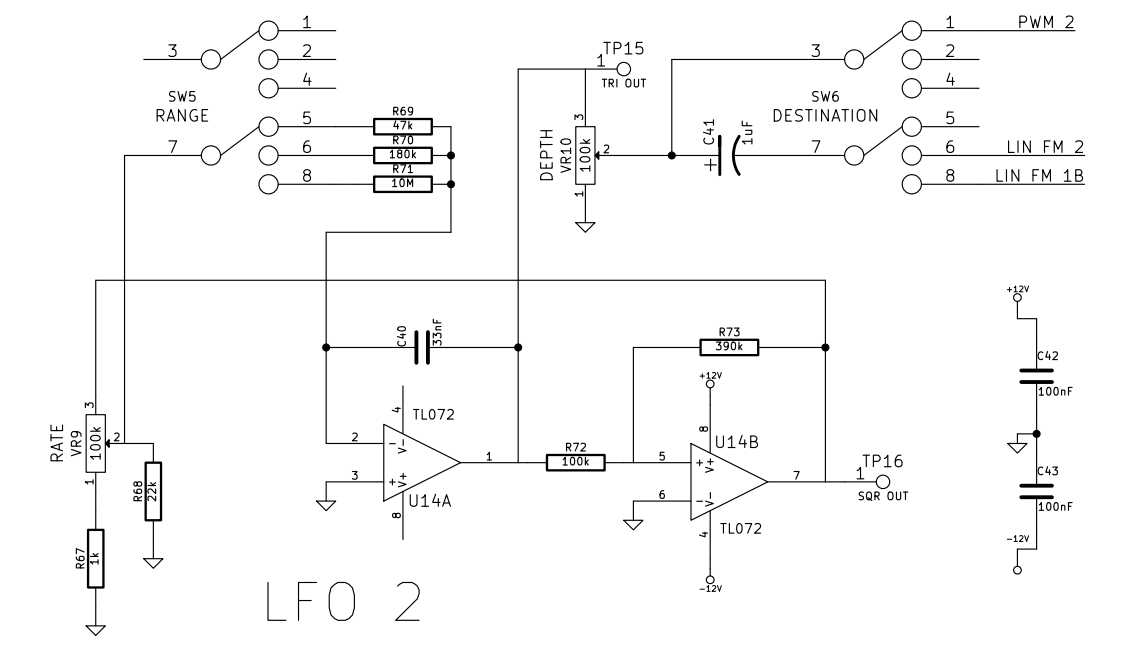 1
3
2
4
SW5
RANGE
5
7
6
8
R69
47k
R70
180k
R71
10M
TP15
1
TRI OUT
3
DEPTH
VR10
100k
2
1
C41
1uF
+
1
PWM 2
3
2
4
SW6
DESTINATION
5
7
6
LIN FM 2
8
LIN FM 1B
C40
33nF
R73
390k
+12V
C42
100nF
C43
100nF
-12V
RATE
VR9
100k
3
2
1
R68
22k
R67
1k
4
TL072
2
-
V-
3
+
V+
1
U14A
8
R72
100k
+12V
8
U14B
5
+
V+
6
-
V-
7
TL072
4
-12V
1
TP16
SQR OUT
LFO 2